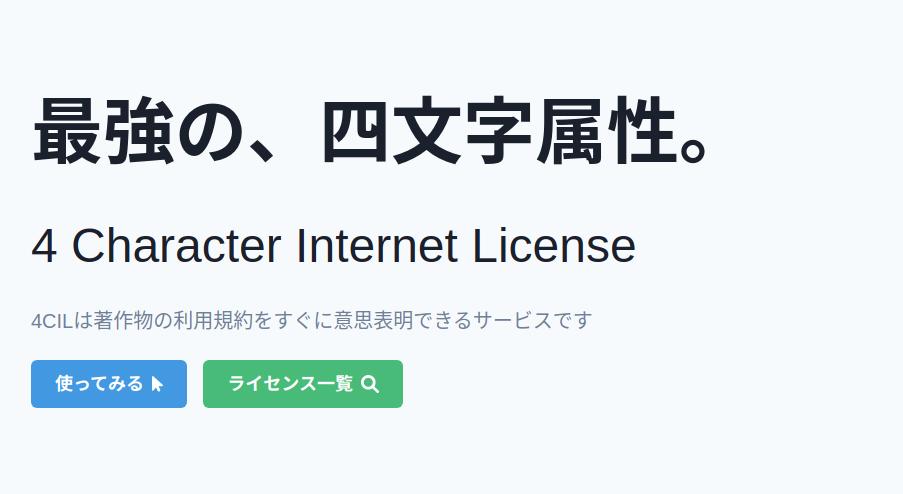 最強の、四文字属性。
4 Character Internet License
4CILは著作物の利用規約をすぐに意思表明できるサービスです
使ってみる
ライセンス一覧